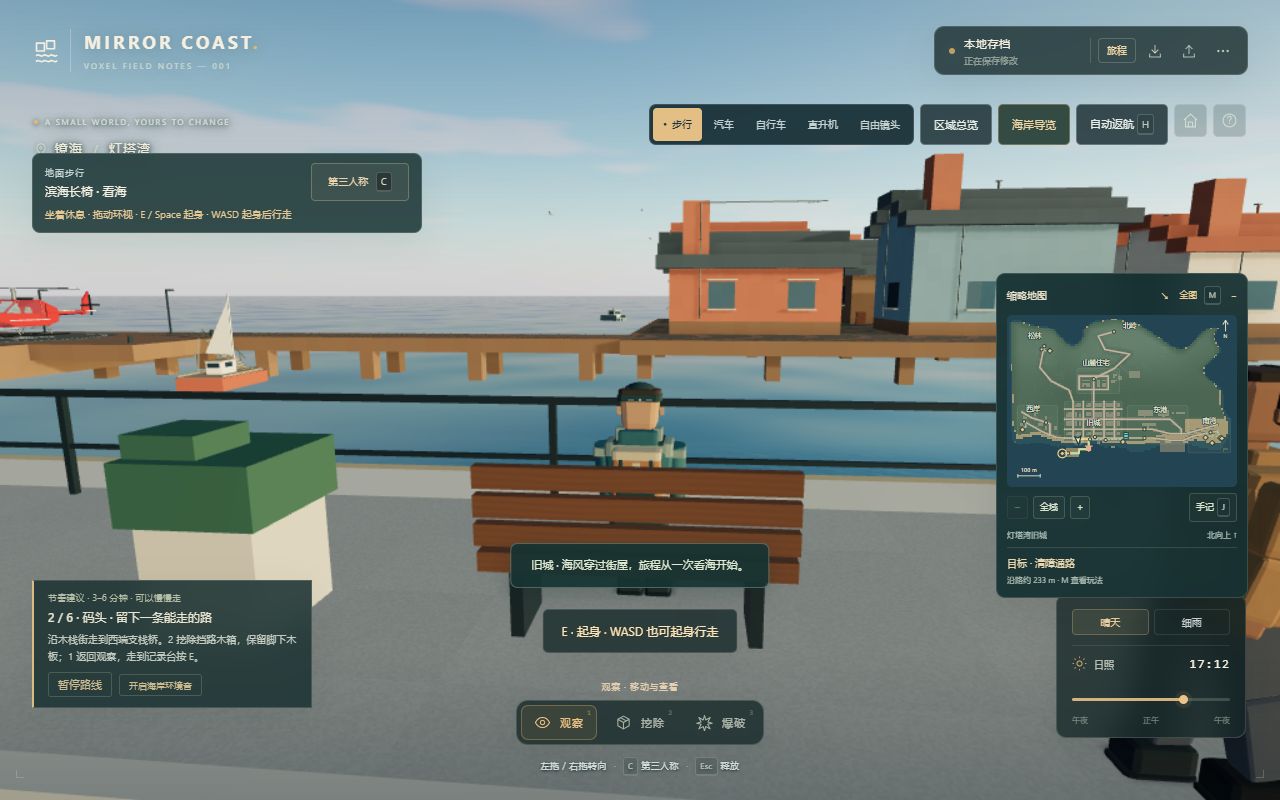 MIRROR COAST.
VOXEL FIELD NOTES — 001
本地存档
正在保存修改
旅程
A SMALL WORLD, YOURS TO CHANGE
镜海 / 灯塔湾
步行 汽车 自行车 直升机 自由镜头
区域总览
海岸导览
自动返航 H
地面步行
滨海长椅 · 看海
坐着休息 · 拖动环视 · E / Space 起身 · WASD 起身后行走
第三人称 C
缩略地图
全图 M
北岭
松林
N
山麓住宅
西岸
东港
旧城
南湾
100 m
− 全域 +
手记 J
灯塔湾旧城
北向上 ↑
目标 · 清障通路
沿路约 233 m · M 查看玩法
旧城 · 海风穿过街屋，旅程从一次看海开始。
E · 起身 · WASD 也可起身行走
节奏建议 · 3–6 分钟 · 可以慢慢走
2 / 6 · 码头 · 留下一条能走的路
沿木栈街走到西端支栈桥。2 挖除挡路木箱，保留脚下木
板；1 返回观察，走到记录台按 E。
暂停路线
开启海岸环境音
晴天
细雨
日照
17:12
午夜
正午
午夜
观察 · 移动与查看
观察 1
挖除 2
爆破 3
左拖 / 右拖转向 · C 第三人称 · Esc 释放